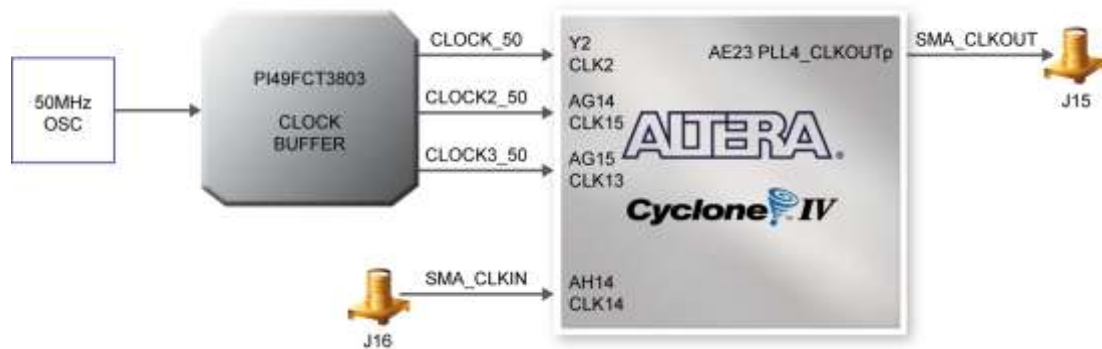 50MHz
OSC
PI49FCT3803
CLOCK
BUFFER
CLOCK_50
CLOCK2_50
CLOCK3_50
Y2
CLK2
AG14
CLK15
AG15
CLK13
AE23 PLL4_CLKOUTp
SMA_CLKOUT
J15
ALTERA.
Cyclone IV
SMA_CLKIN
J16
AH14
CLK14